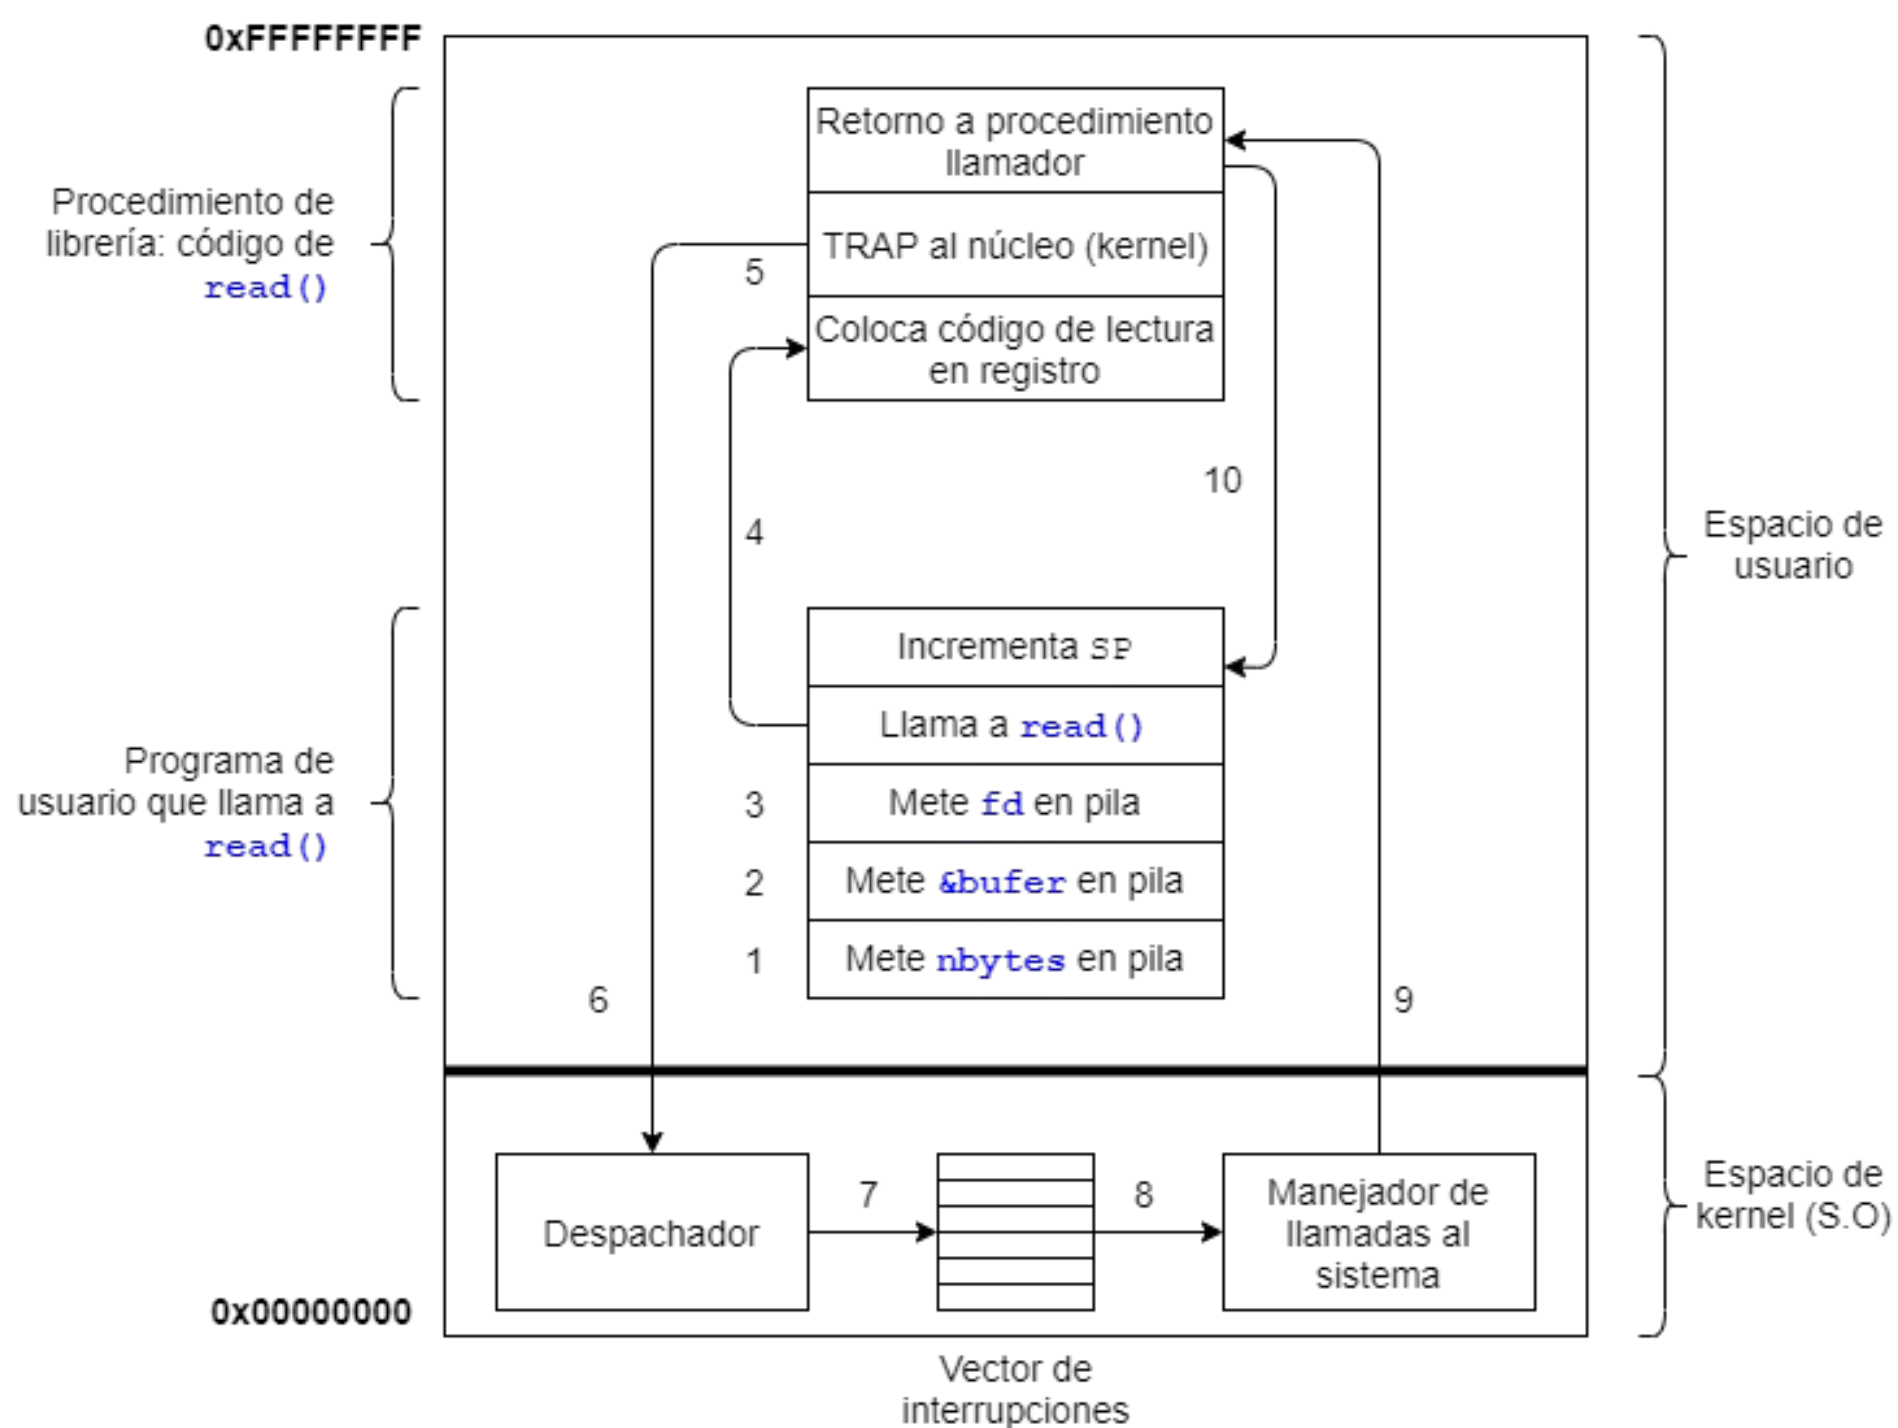 0xFFFFFFFF
Retorno a procedimiento
llamador
Procedimiento de
librería: código de
read()
TRAP al núcleo (kernel)
5
Coloca código de lectura
en registro
10
4
Espacio de
usuario
Incrementa SP
Llama a read()
Programa de
usuario que llama a
read()
3
Mete fd en pila
2
Mete &bufer en pila
1
Mete nbytes en pila
6
9
7
8
Despachador
Manejador de
llamadas al
sistema
Espacio de
kernel (S.O)
0x00000000
Vector de
interrupciones